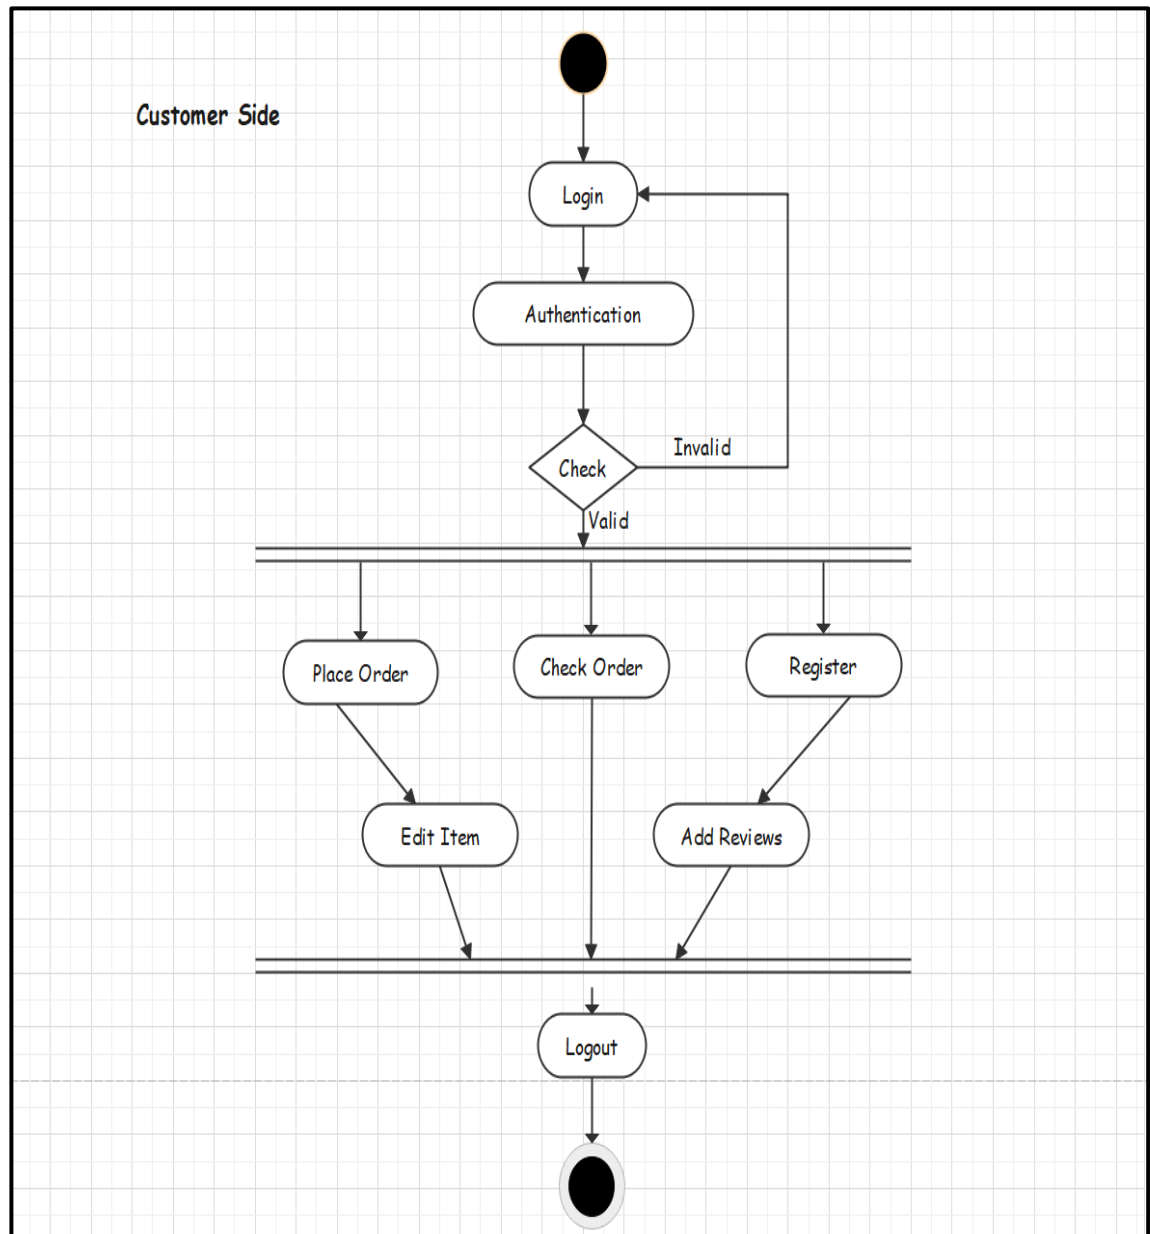 Customer Side
Login
Authentication
Invalid
Check
Valid
Place Order
Check Order
Register
Edit Item
Add Reviews
Logout